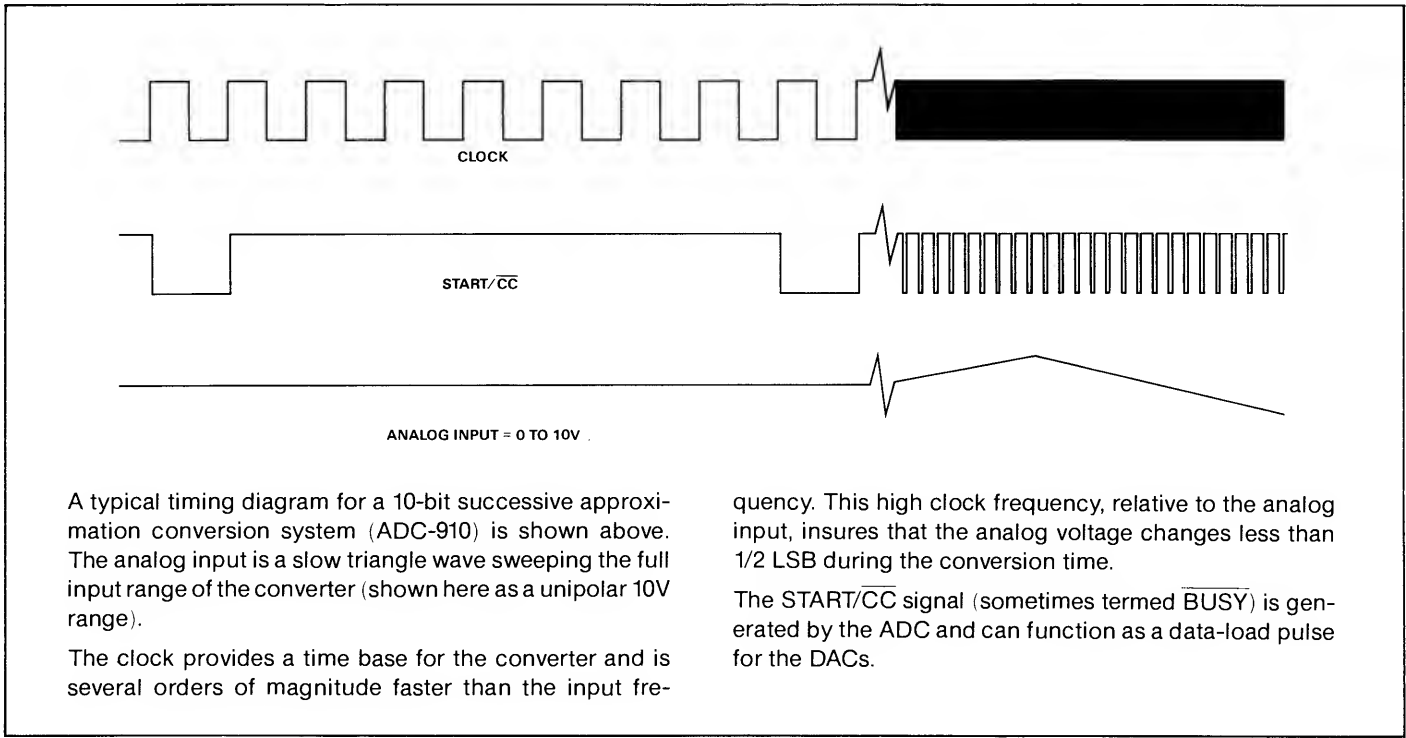 CLOCK
START/C̅C̅
ANALOG INPUT = 0 TO 10V
A typical timing diagram for a 10-bit successive approxi-
mation conversion system (ADC-910) is shown above.
The analog input is a slow triangle wave sweeping the full
input range of the converter (shown here as a unipolar 10V
range).
The clock provides a time base for the converter and is
several orders of magnitude faster than the input fre-
quency. This high clock frequency, relative to the analog
input, insures that the analog voltage changes less than
1/2 LSB during the conversion time.
The START/C̅C̅ signal (sometimes termed B̅U̅S̅Y̅) is gen-
erated by the ADC and can function as a data-load pulse
for the DACs.